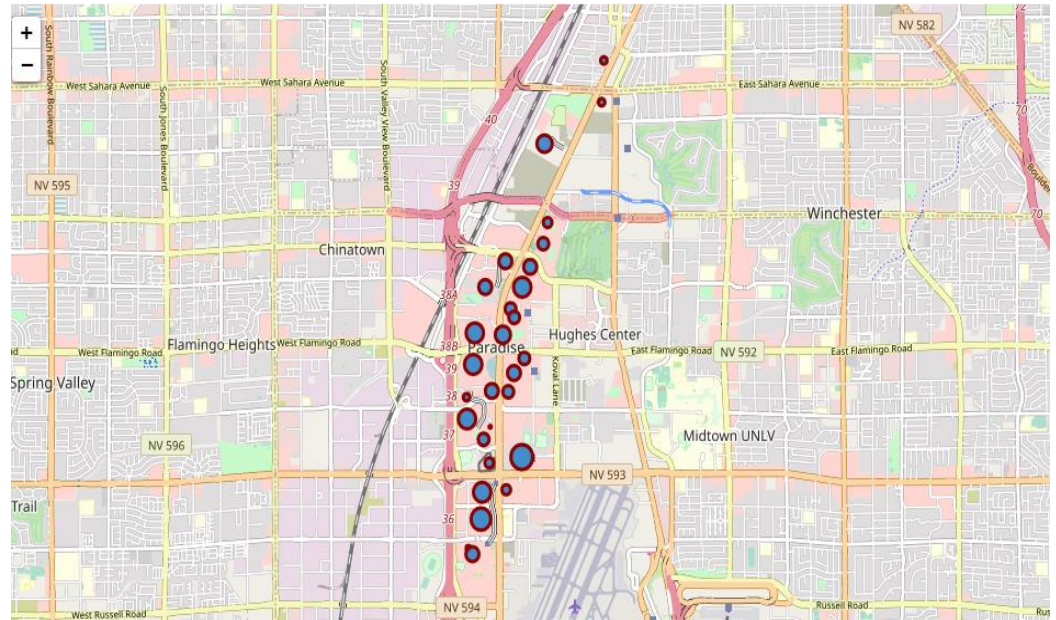 +
−
NV 582
South Rainbow Boulevard
West Sahara Avenue
South Jones Boulevard
West Sahara Avenue
South Valley View Boulevard
East Sahara Avenue
40
70
Boulder
39
NV 595
Winchester
70
Chinatown
38A
38B
Hughes Center
Paradise
West Flamingo Road
Flamingo Heights
West Flamingo Road
East Flamingo Road
NV 592
East Flamingo Road
Koval Lane
39
Spring Valley
38
37
NV 596
Midtown UNLV
NV 593
Trail
36
NV 594
West Russell Road
Russell Road
Rus